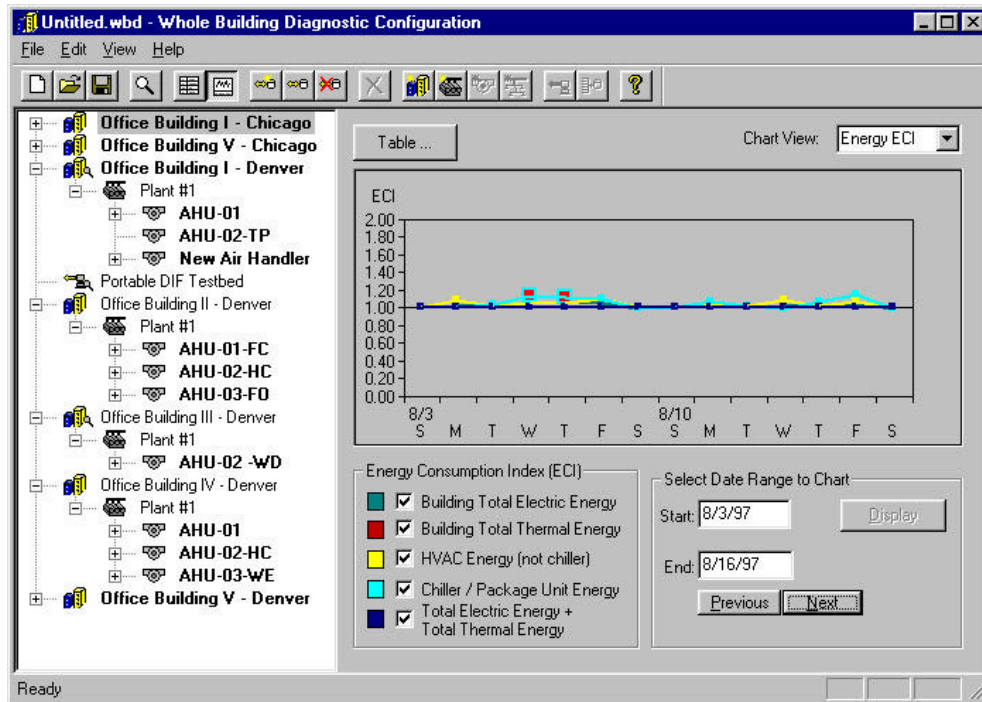 Untitled.wbd - Whole Building Diagnostic Configuration
File Edit View Help
Office Building I - Chicago
Office Building V - Chicago
Office Building I - Denver
Plant #1
AHU-01
AHU-02-TP
New Air Handler
Portable DIF Testbed
Office Building II - Denver
Plant #1
AHU-01-FC
AHU-02-HC
AHU-03-FO
Office Building III - Denver
Plant #1
AHU-02 -WD
Office Building IV - Denver
Plant #1
AHU-01
AHU-02-HC
AHU-03-WE
Office Building V - Denver
Table ...
Chart View: Energy ECI
ECI
2.00
1.80
1.60
1.40
1.20
1.00
0.80
0.60
0.40
0.20
0.00
8/3 8/10
S M T W T F S S M T W T F S
Energy Consumption Index (ECI)
Building Total Electric Energy
Building Total Thermal Energy
HVAC Energy (not chiller)
Chiller / Package Unit Energy
Total Electric Energy +
Total Thermal Energy
Select Date Range to Chart
Start: 8/3/97 Display
End: 8/16/97
Previous Next
Ready